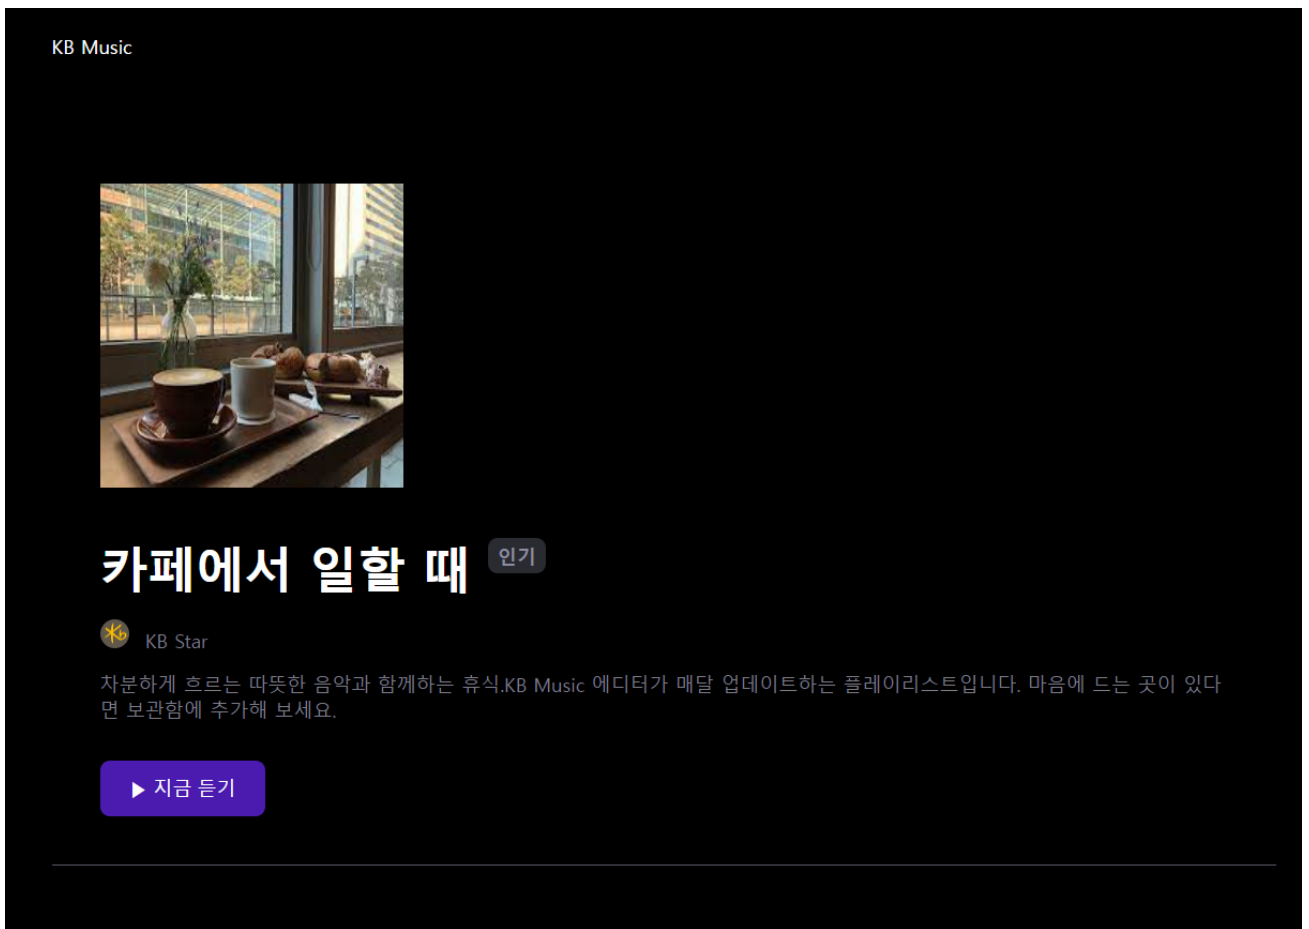 KB Music
카페에서 일할 때 인기
Kb KB Star
차분하게 흐르는 따뜻한 음악과 함께하는 휴식.KB Music 에디터가 매달 업데이트하는 플레이리스트입니다. 마음에 드는 곳이 있다
면 보관함에 추가해 보세요.
▶ 지금 듣기